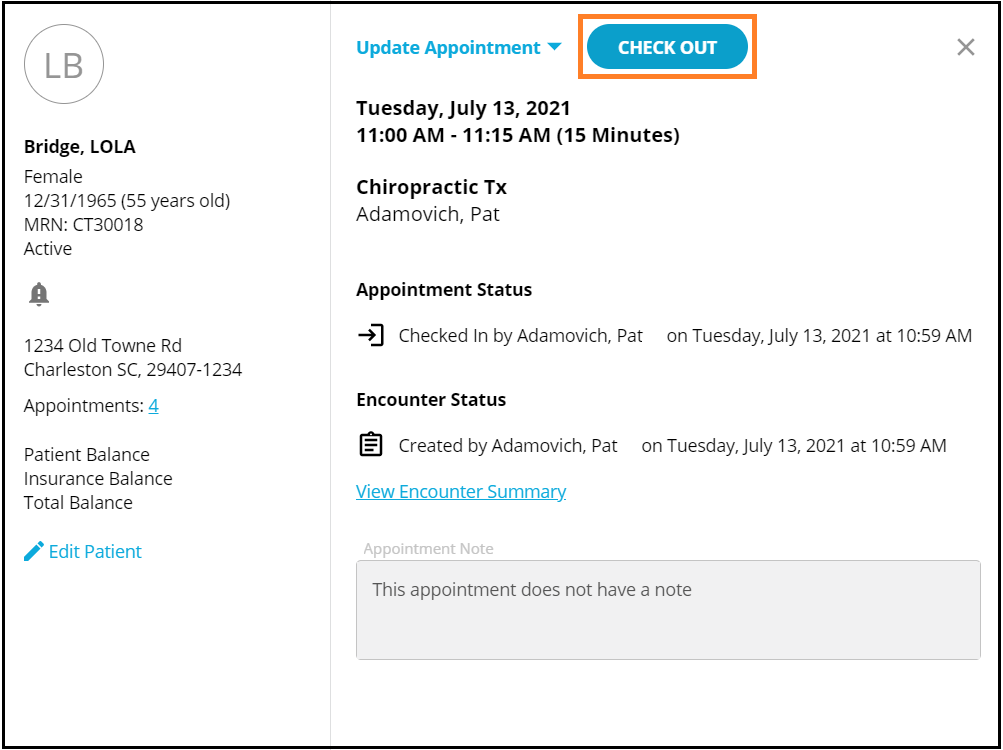 LB
Bridge, LOLA
Female
12/31/1965 (55 years old)
MRN: CT30018
Active
1234 Old Towne Rd
Charleston SC, 29407-1234
Appointments: 4
Patient Balance
Insurance Balance
Total Balance
Edit Patient
Update Appointment
CHECK OUT
Tuesday, July 13, 2021
11:00 AM - 11:15 AM (15 Minutes)
Chiropractic Tx
Adamovich, Pat
Appointment Status
Checked In by Adamovich, Pat on Tuesday, July 13, 2021 at 10:59 AM
Encounter Status
Created by Adamovich, Pat on Tuesday, July 13, 2021 at 10:59 AM
View Encounter Summary
Appointment Note
This appointment does not have a note